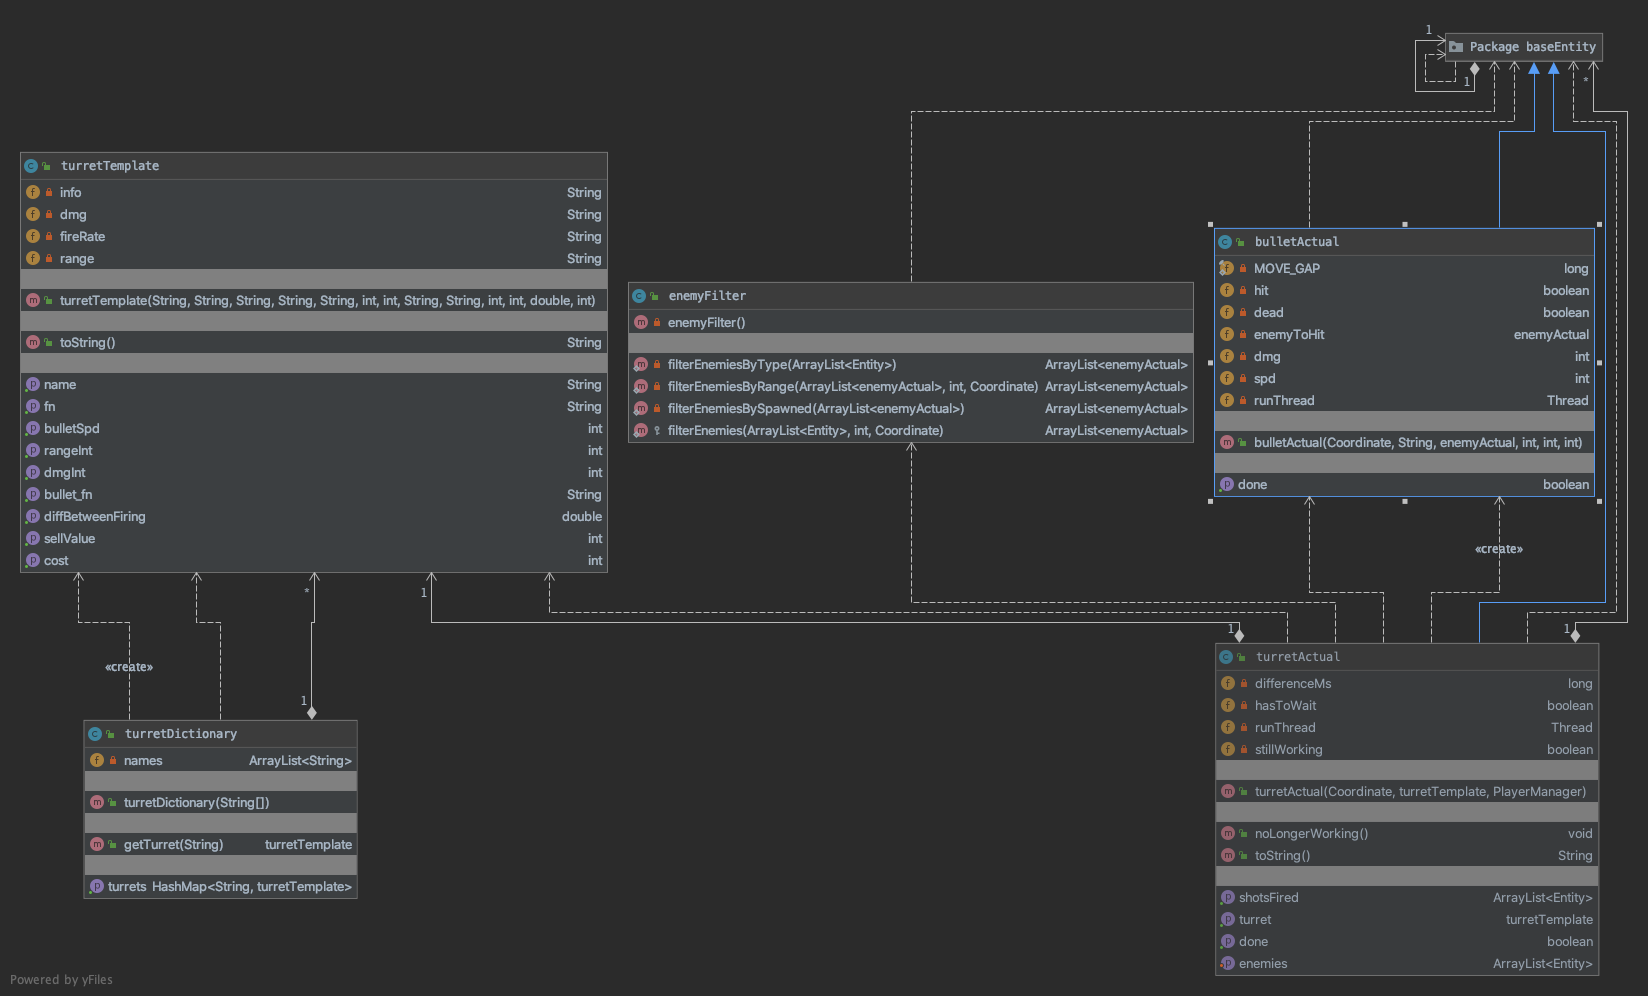 1
Package baseEntity
1
*
turretTemplate
info String
dmg String
fireRate String
range String
turretTemplate(String, String, String, String, String, int, int, String, String, int, int, double, int)
toString() String
name String
fn String
bulletSpd int
rangeInt int
dmgInt int
bullet_fn String
diffBetweenFiring double
sellValue int
cost int
enemyFilter
enemyFilter()
filterEnemiesByType(ArrayList<Entity>) ArrayList<enemyActual>
filterEnemiesByRange(ArrayList<enemyActual>, int, Coordinate) ArrayList<enemyActual>
filterEnemiesBySpawned(ArrayList<enemyActual>) ArrayList<enemyActual>
filterEnemies(ArrayList<Entity>, int, Coordinate) ArrayList<enemyActual>
bulletActual
MOVE_GAP long
hit boolean
dead boolean
enemyToHit enemyActual
dmg int
spd int
runThread Thread
bulletActual(Coordinate, String, enemyActual, int, int, int)
done boolean
«create»
*
1
1
1
«create»
1
turretDictionary
names ArrayList<String>
turretDictionary(String[])
getTurret(String) turretTemplate
turrets HashMap<String, turretTemplate>
turretActual
differenceMs long
hasToWait boolean
runThread Thread
stillWorking boolean
turretActual(Coordinate, turretTemplate, PlayerManager)
noLongerWorking() void
toString() String
shotsFired ArrayList<Entity>
turret turretTemplate
done boolean
enemies ArrayList<Entity>
Powered by yFiles